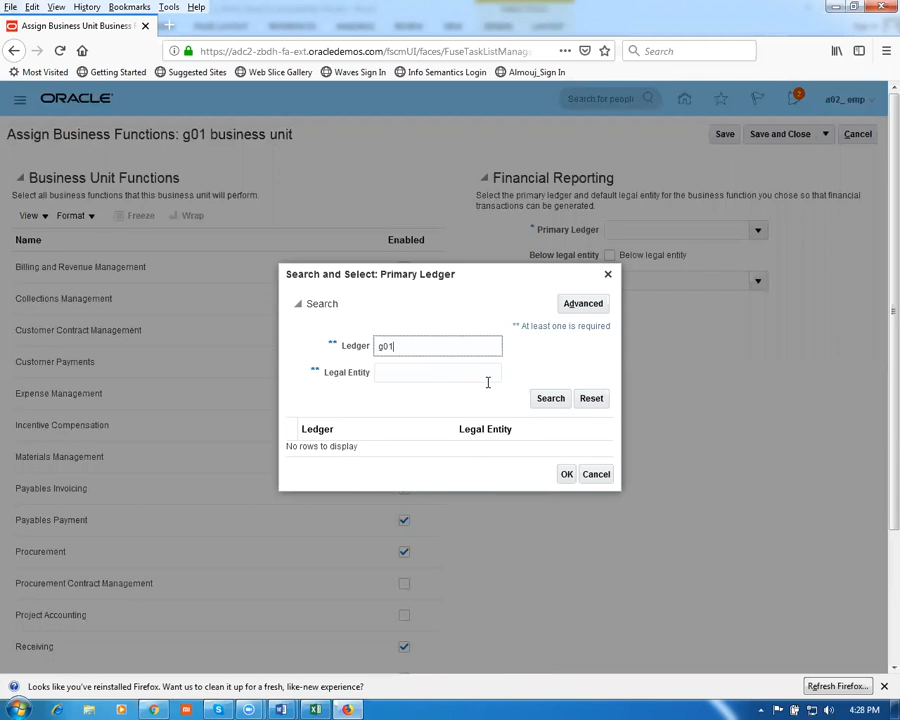 File Edit View History Bookmarks Tools Help
Assign Business Unit Business F
https://adc2-zbdh-fa-ext.oracledemos.com/fscmUI/faces/FuseTaskListManage
Search
Most Visited Getting Started Suggested Sites Web Slice Gallery Waves Sign In Info Semantics Login Almouj_Sign In
ORACLE
Search for peopl
2
a02_ emp
Assign Business Functions: g01 business unit
Save Save and Close Cancel
Business Unit Functions
Select all business functions that this business unit will perform.
View Format Freeze Wrap
Name Enabled
Billing and Revenue Management
Collections Management
Customer Contract Management
Customer Payments
Expense Management
Incentive Compensation
Materials Management
Payables Invoicing
Payables Payment
Procurement
Procurement Contract Management
Project Accounting
Receiving
Financial Reporting
Select the primary ledger and default legal entity for the business function you chose so that financial
transactions can be generated.
* Primary Ledger
Below legal entity Below legal entity
Search and Select: Primary Ledger
Search
Advanced
** At least one is required
** Ledger g01
** Legal Entity
Search Reset
Ledger Legal Entity
No rows to display
OK Cancel
Looks like you've reinstalled Firefox. Want us to clean it up for a fresh, like-new experience?
Refresh Firefox...
4:28 PM